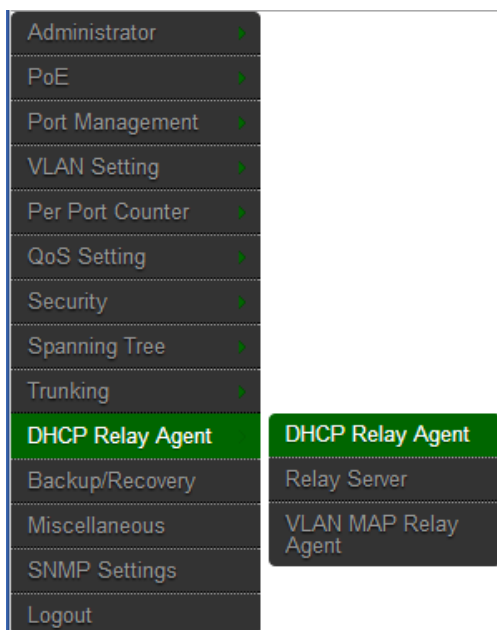 Administrator
PoE
Port Management
VLAN Setting
Per Port Counter
QoS Setting
Security
Spanning Tree
Trunking
DHCP Relay Agent
Backup/Recovery
Miscellaneous
SNMP Settings
Logout
DHCP Relay Agent
Relay Server
VLAN MAP Relay
Agent